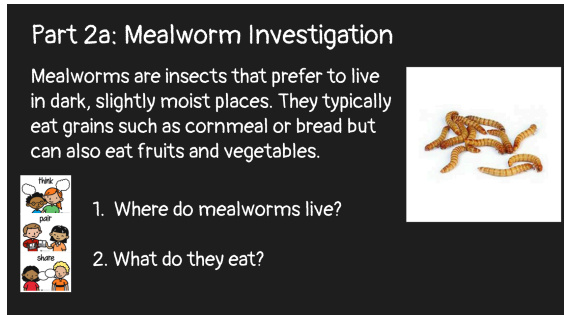 Part 2a: Mealworm Investigation
Mealworms are insects that prefer to live
in dark, slightly moist places. They typically
eat grains such as cornmeal or bread but
can also eat fruits and vegetables.
think
pair
share
1. Where do mealworms live?
2. What do they eat?